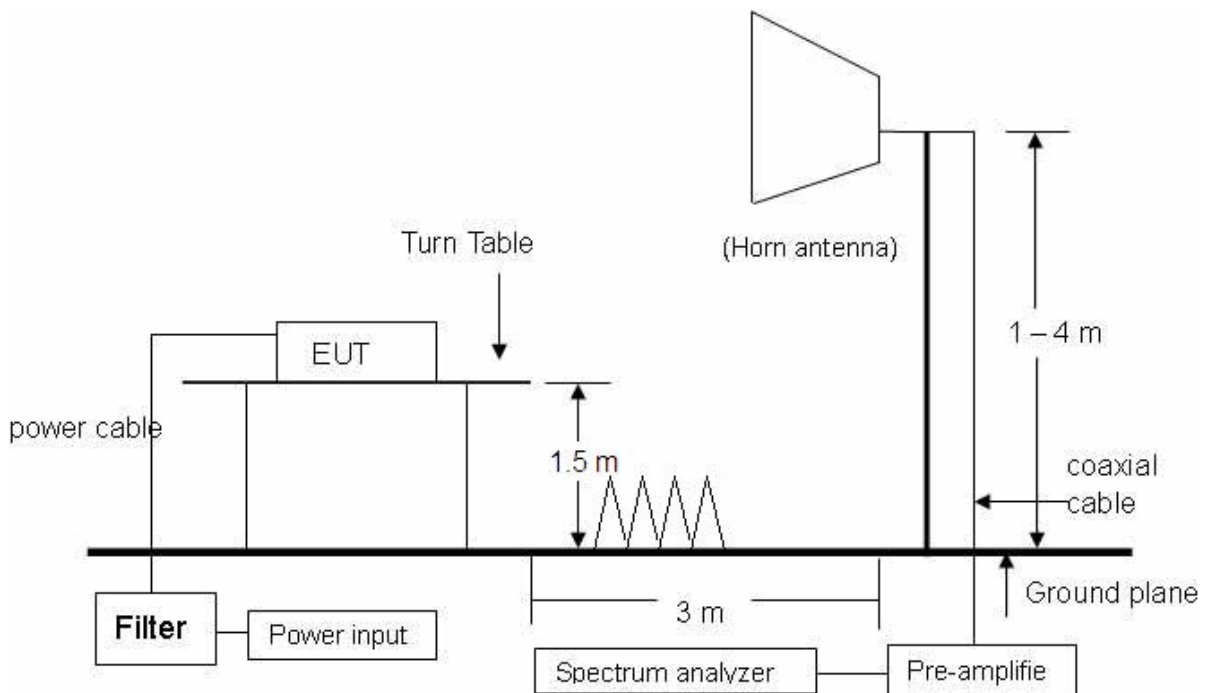 Turn Table
(Horn antenna)
EUT
1 – 4 m
power cable
1.5 m
coaxial
cable
Ground plane
Filter
Power input
3 m
Spectrum analyzer
Pre-amplifie